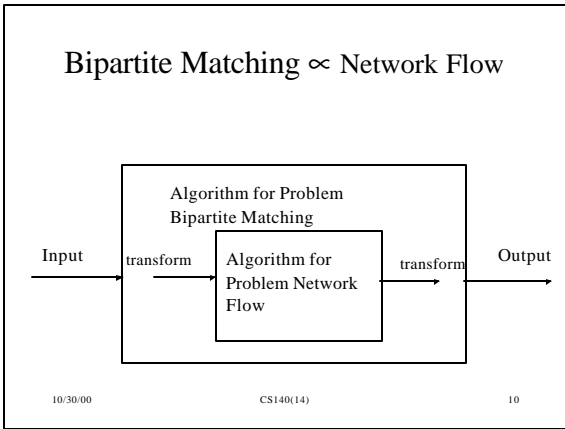 Bipartite Matching ∝ Network Flow
Algorithm for Problem
Bipartite Matching
Input
transform
Algorithm for
Problem Network
Flow
transform
Output
10/30/00
CS140(14)
10